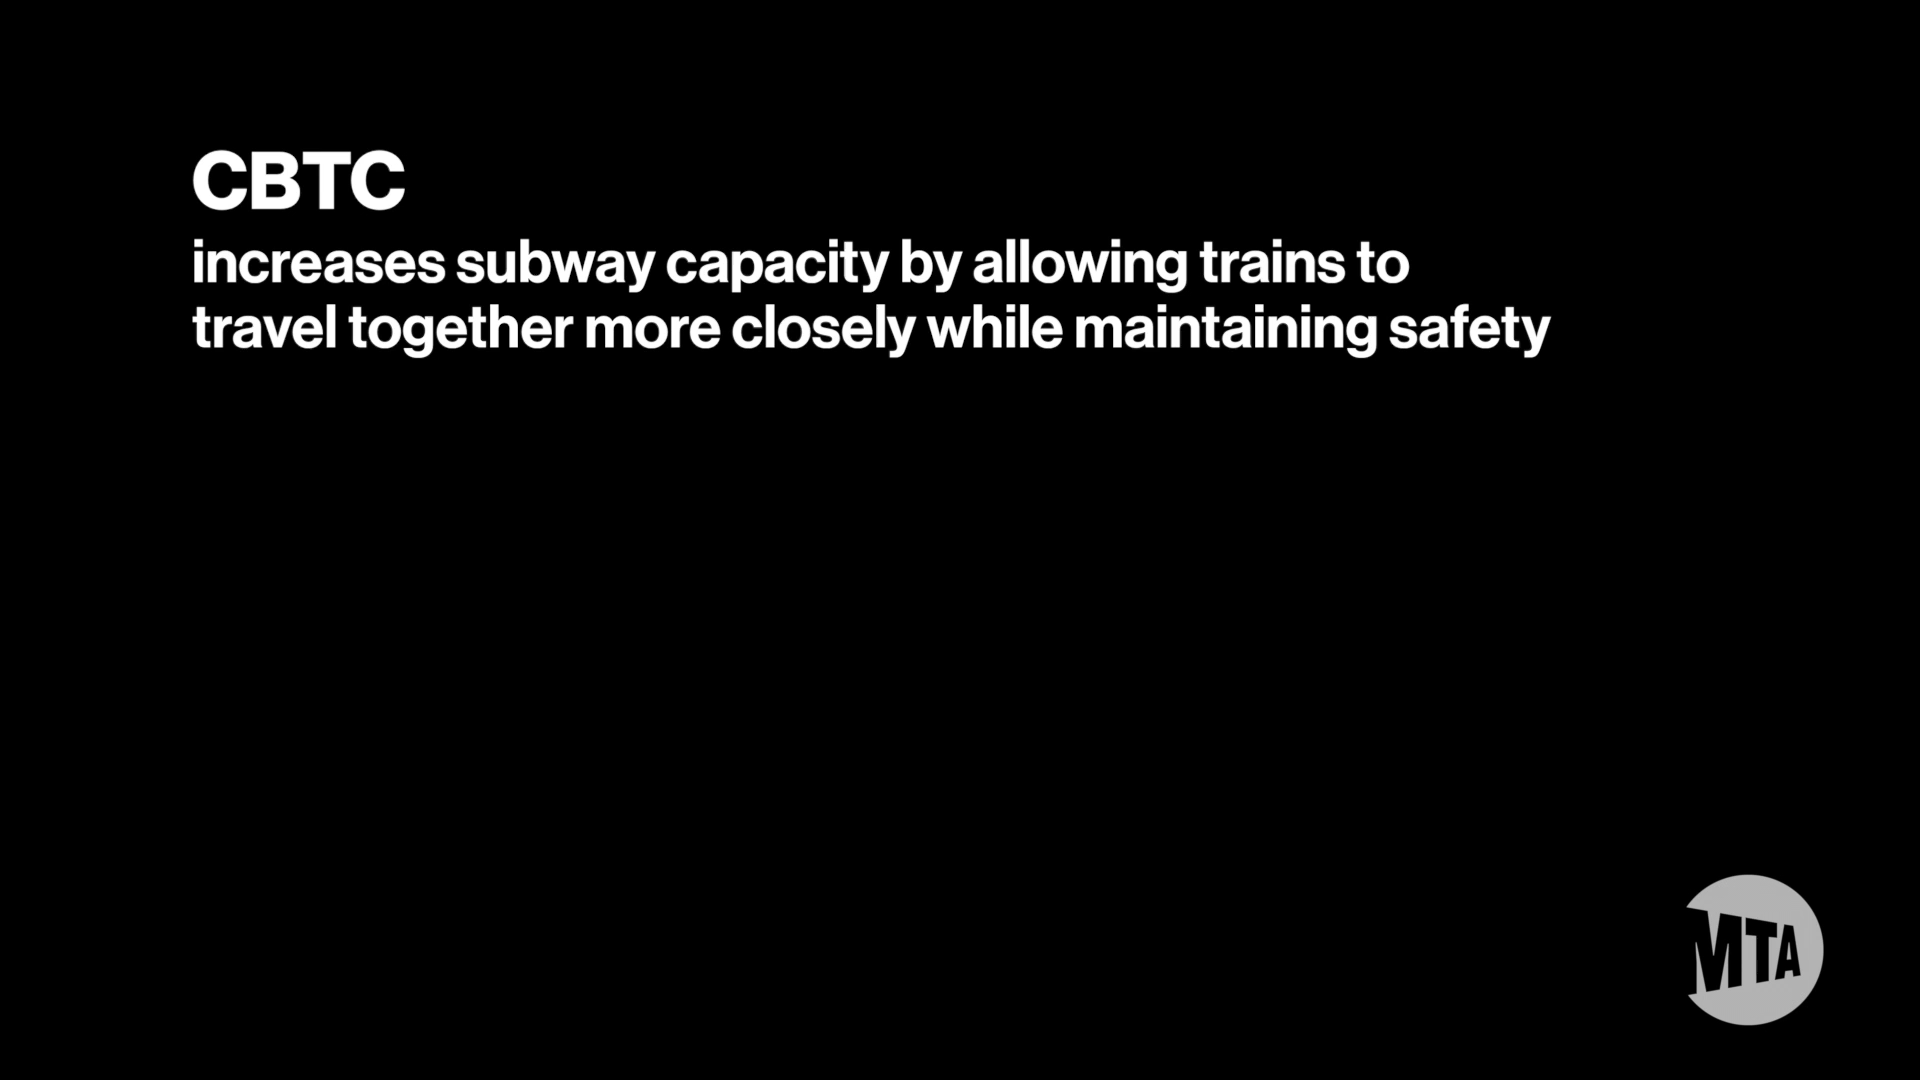 CBTC
increases subway capacity by allowing trains to
travel together more closely while maintaining safety
MTA